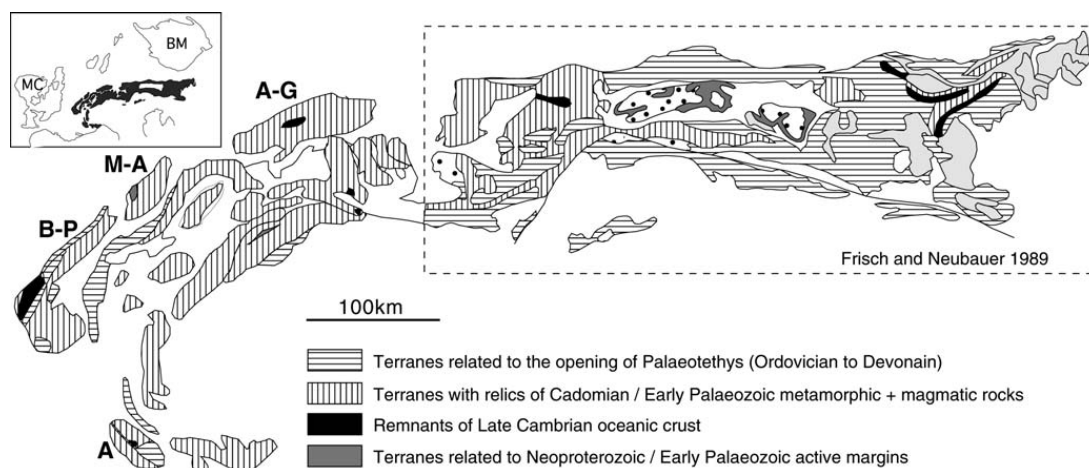 BM
MC
A-G
M-A
B-P
A
Frisch and Neubauer 1989
100km
Terranes related to the opening of Palaeotethys (Ordovician to Devonain)
Terranes with relics of Cadomian / Early Palaeozoic metamorphic + magmatic rocks
Remnants of Late Cambrian oceanic crust
Terranes related to Neoproterozoic / Early Palaeozoic active margins